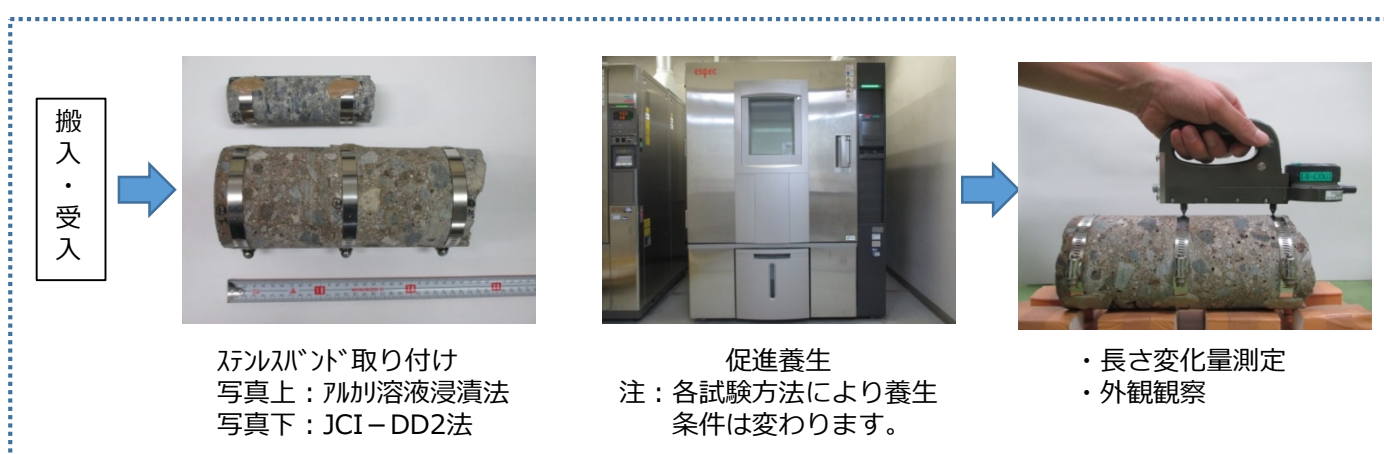 搬入・受入
espec
ｽﾃﾝﾚｽﾊﾞﾝﾄﾞ取り付け
写真上：ｱﾙｶﾘ溶液浸漬法
写真下：JCI－DD2法
促進養生
注：各試験方法により養生
条件は変わります。
・長さ変化量測定
・外観観察